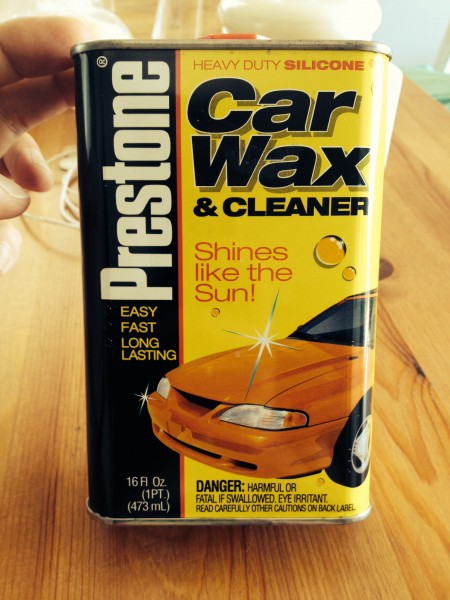 Prestone®
HEAVY DUTY SILICONE
Car
Wax
& CLEANER
Shines
like the
Sun!
EASY
FAST
LONG
LASTING
16 Fl Oz.
(1PT.)
(473 mL)
DANGER: HARMFUL OR
FATAL IF SWALLOWED. EYE IRRITANT.
READ CAREFULLY OTHER CAUTIONS ON BACK LABEL.